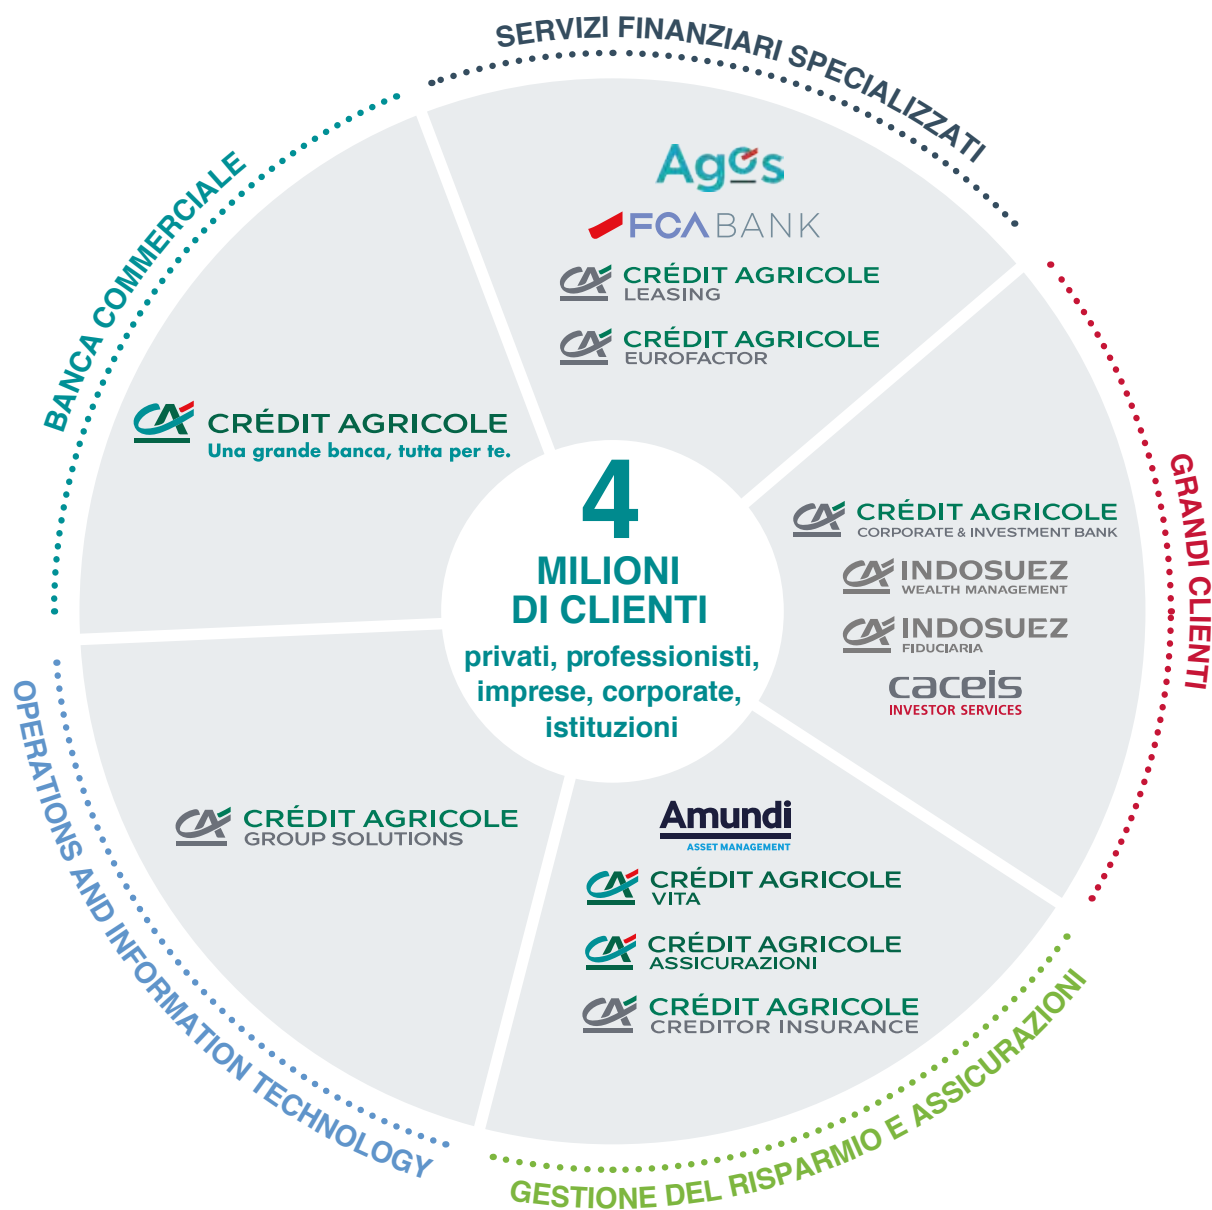 SERVIZI FINANZIARI SPECIALIZZATI
Agos
FCA BANK
CRÉDIT AGRICOLE
LEASING
CRÉDIT AGRICOLE
EUROFACTOR
GRANDI CLIENTI
CRÉDIT AGRICOLE
CORPORATE & INVESTMENT BANK
INDOSUEZ
WEALTH MANAGEMENT
INDOSUEZ
FIDUCIARIA
caceis
INVESTOR SERVICES
GESTIONE DEL RISPARMIO E ASSICURAZIONI
Amundi
ASSET MANAGEMENT
CRÉDIT AGRICOLE
VITA
CRÉDIT AGRICOLE
ASSICURAZIONI
CRÉDIT AGRICOLE
CREDITOR INSURANCE
OPERATIONS AND INFORMATION TECHNOLOGY
CRÉDIT AGRICOLE
GROUP SOLUTIONS
BANCA COMMERCIALE
CRÉDIT AGRICOLE
Una grande banca, tutta per te.
4
MILIONI
DI CLIENTI
privati, professionisti,
imprese, corporate,
istituzioni